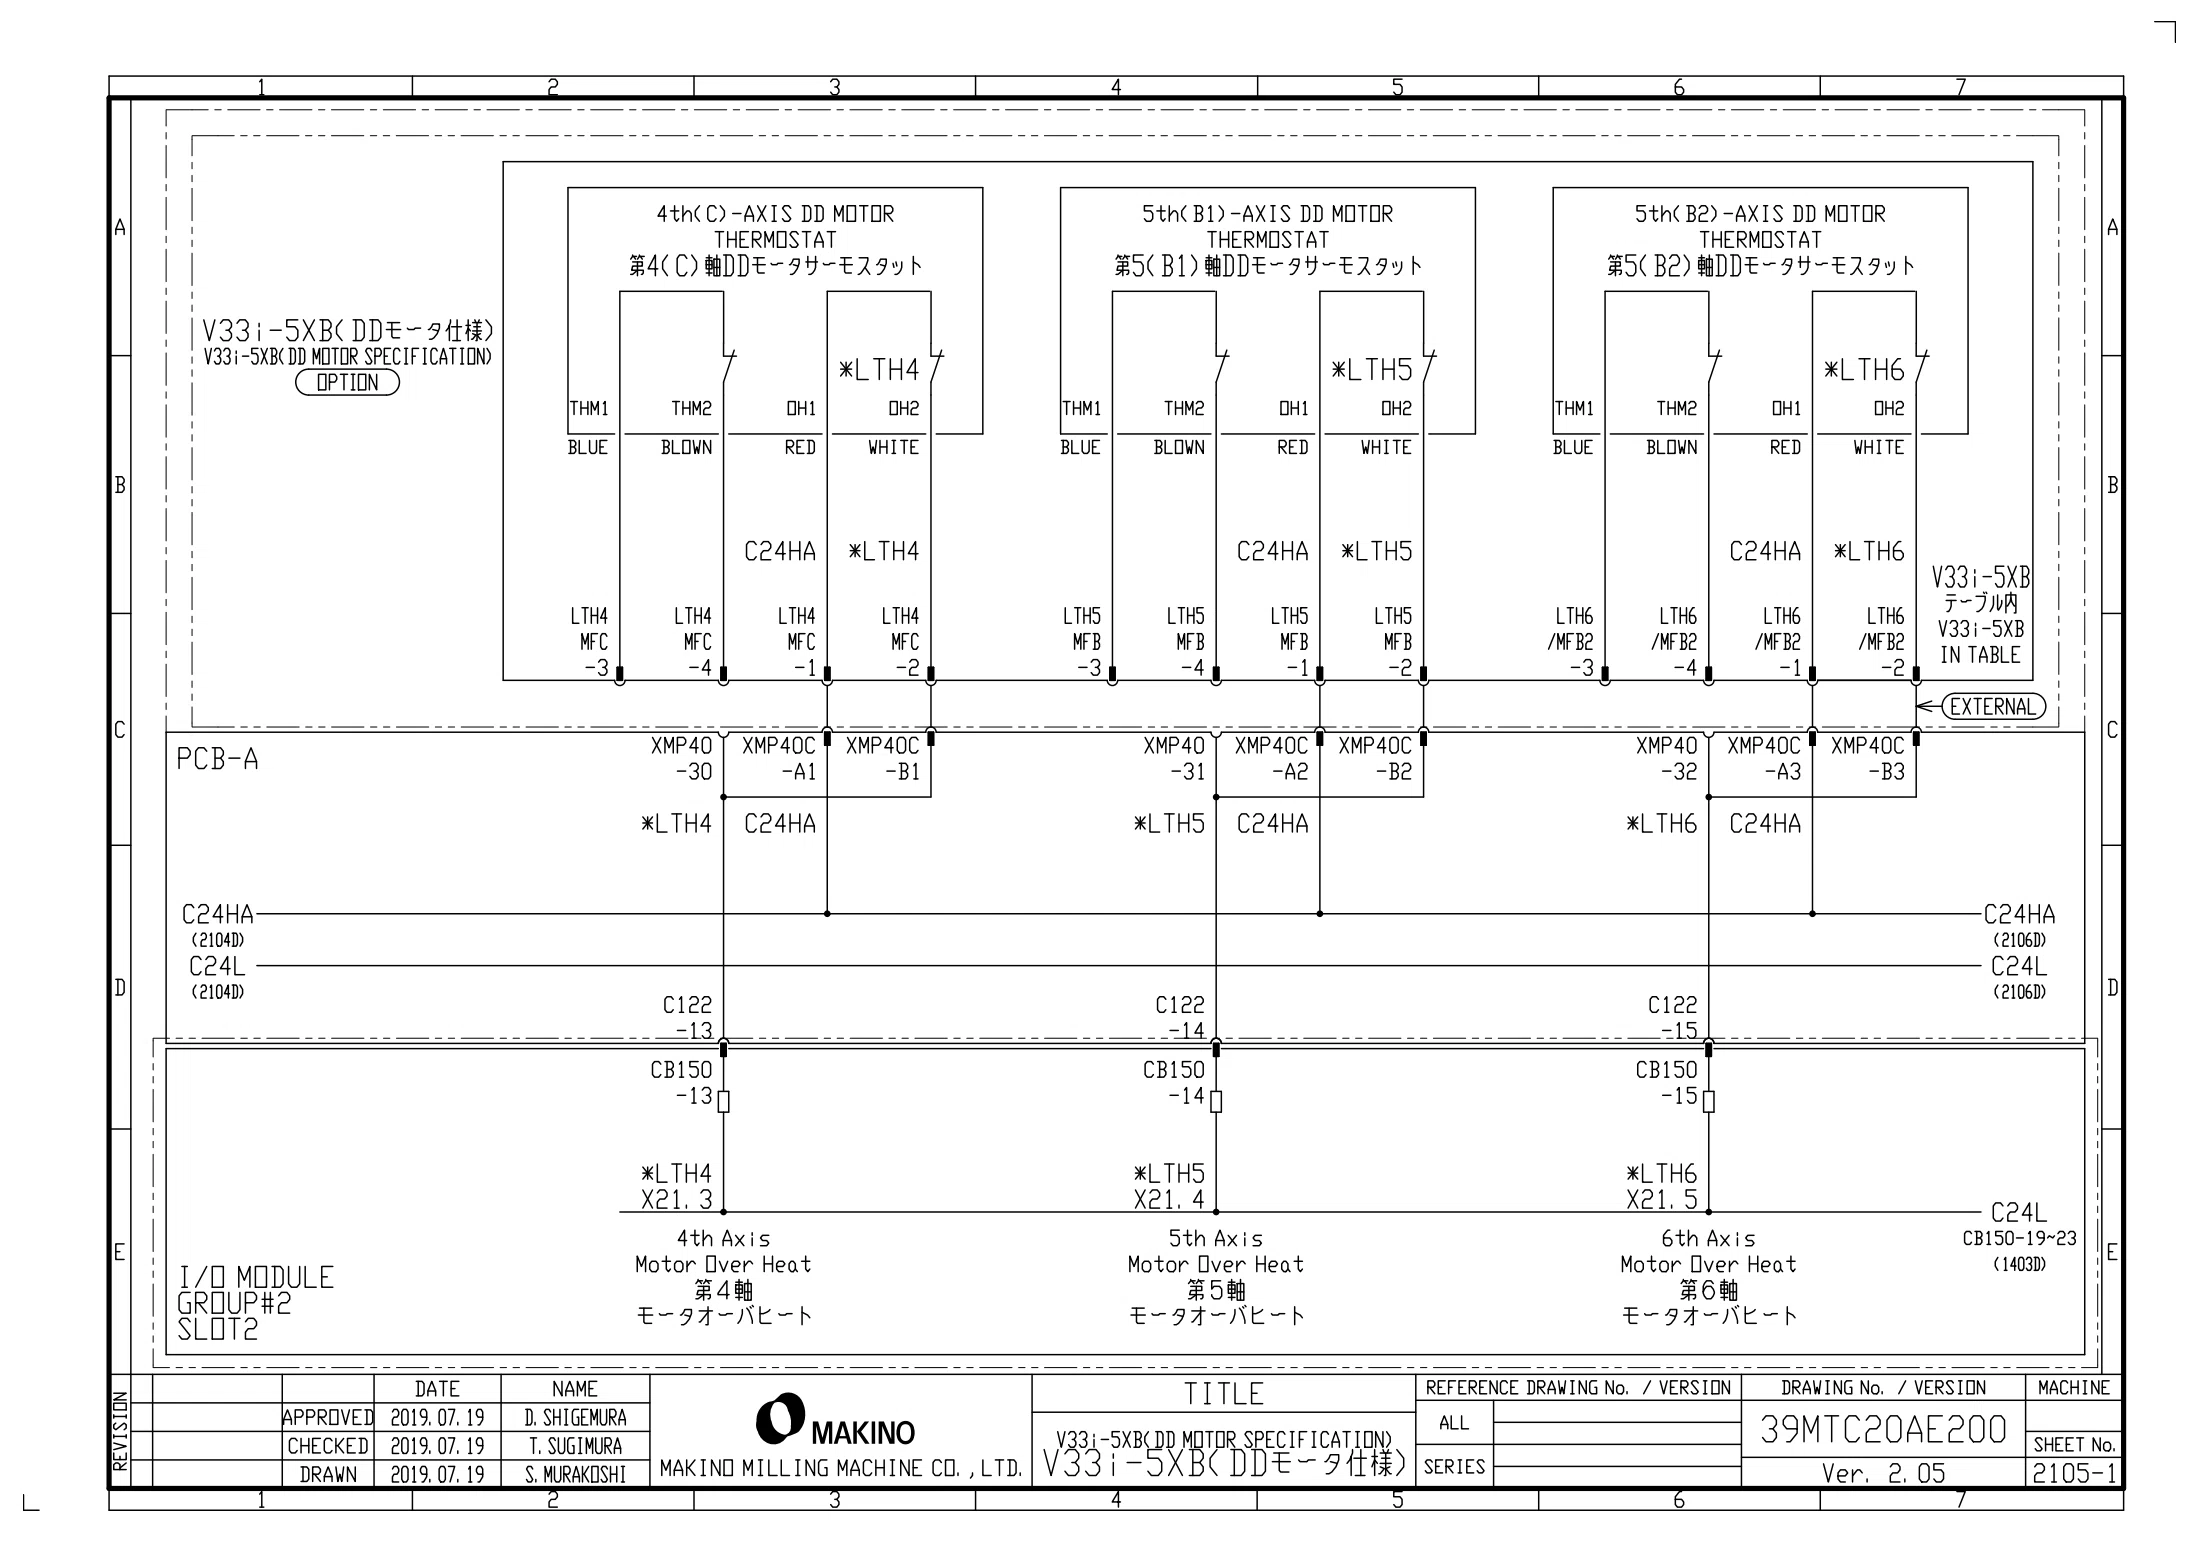 1 2 3 4 5 6 7
A A
4th(C)-AXIS DD MOTOR
THERMOSTAT
第4(C)軸DDモータサーモスタット
5th(B1)-AXIS DD MOTOR
THERMOSTAT
第5(B1)軸DDモータサーモスタット
5th(B2)-AXIS DD MOTOR
THERMOSTAT
第5(B2)軸DDモータサーモスタット
V33i-5XB(DDモータ仕様)
V33i-5XB(DD MOTOR SPECIFICATION)
OPTION
*LTH4 *LTH5 *LTH6
THM1 THM2 OH1 OH2 THM1 THM2 OH1 OH2 THM1 THM2 OH1 OH2
BLUE BLOWN RED WHITE BLUE BLOWN RED WHITE BLUE BLOWN RED WHITE
B B
C24HA *LTH4 C24HA *LTH5 C24HA *LTH6
V33i-5XB
テーブル内
V33i-5XB
IN TABLE
LTH4 LTH4 LTH4 LTH4 LTH5 LTH5 LTH5 LTH5 LTH6 LTH6 LTH6 LTH6
MFC MFC MFC MFC MFB MFB MFB MFB /MFB2 /MFB2 /MFB2 /MFB2
-3 -4 -1 -2 -3 -4 -1 -2 -3 -4 -1 -2
EXTERNAL
C C
PCB-A
XMP40 XMP40C XMP40C XMP40 XMP40C XMP40C XMP40 XMP40C XMP40C
-30 -A1 -B1 -31 -A2 -B2 -32 -A3 -B3
*LTH4 C24HA *LTH5 C24HA *LTH6 C24HA
C24HA C24HA
(2104D) (2106D)
C24L C24L
(2104D) (2106D)
D D
C122 C122 C122
-13 -14 -15
CB150 CB150 CB150
-13 -14 -15
*LTH4 *LTH5 *LTH6
X21.3 X21.4 X21.5
C24L
CB150-19~23
(1403D)
E E
4th Axis
Motor Over Heat
第4軸
モータオーバヒート
5th Axis
Motor Over Heat
第5軸
モータオーバヒート
6th Axis
Motor Over Heat
第6軸
モータオーバヒート
I/O MODULE
GROUP#2
SLOT2
REVISION
DATE NAME
APPROVED 2019.07.19 D. SHIGEMURA
CHECKED 2019.07.19 T. SUGIMURA
DRAWN 2019.07.19 S. MURAKOSHI
MAKINO
MAKINO MILLING MACHINE CO.,LTD.
TITLE
V33i-5XB(DD MOTOR SPECIFICATION)
V33i-5XB(DDモータ仕様)
REFERENCE DRAWING No. / VERSION
ALL
SERIES
DRAWING No. / VERSION
39MTC20AE200
Ver. 2.05
MACHINE
SHEET No.
2105-1
1 2 3 4 5 6 7